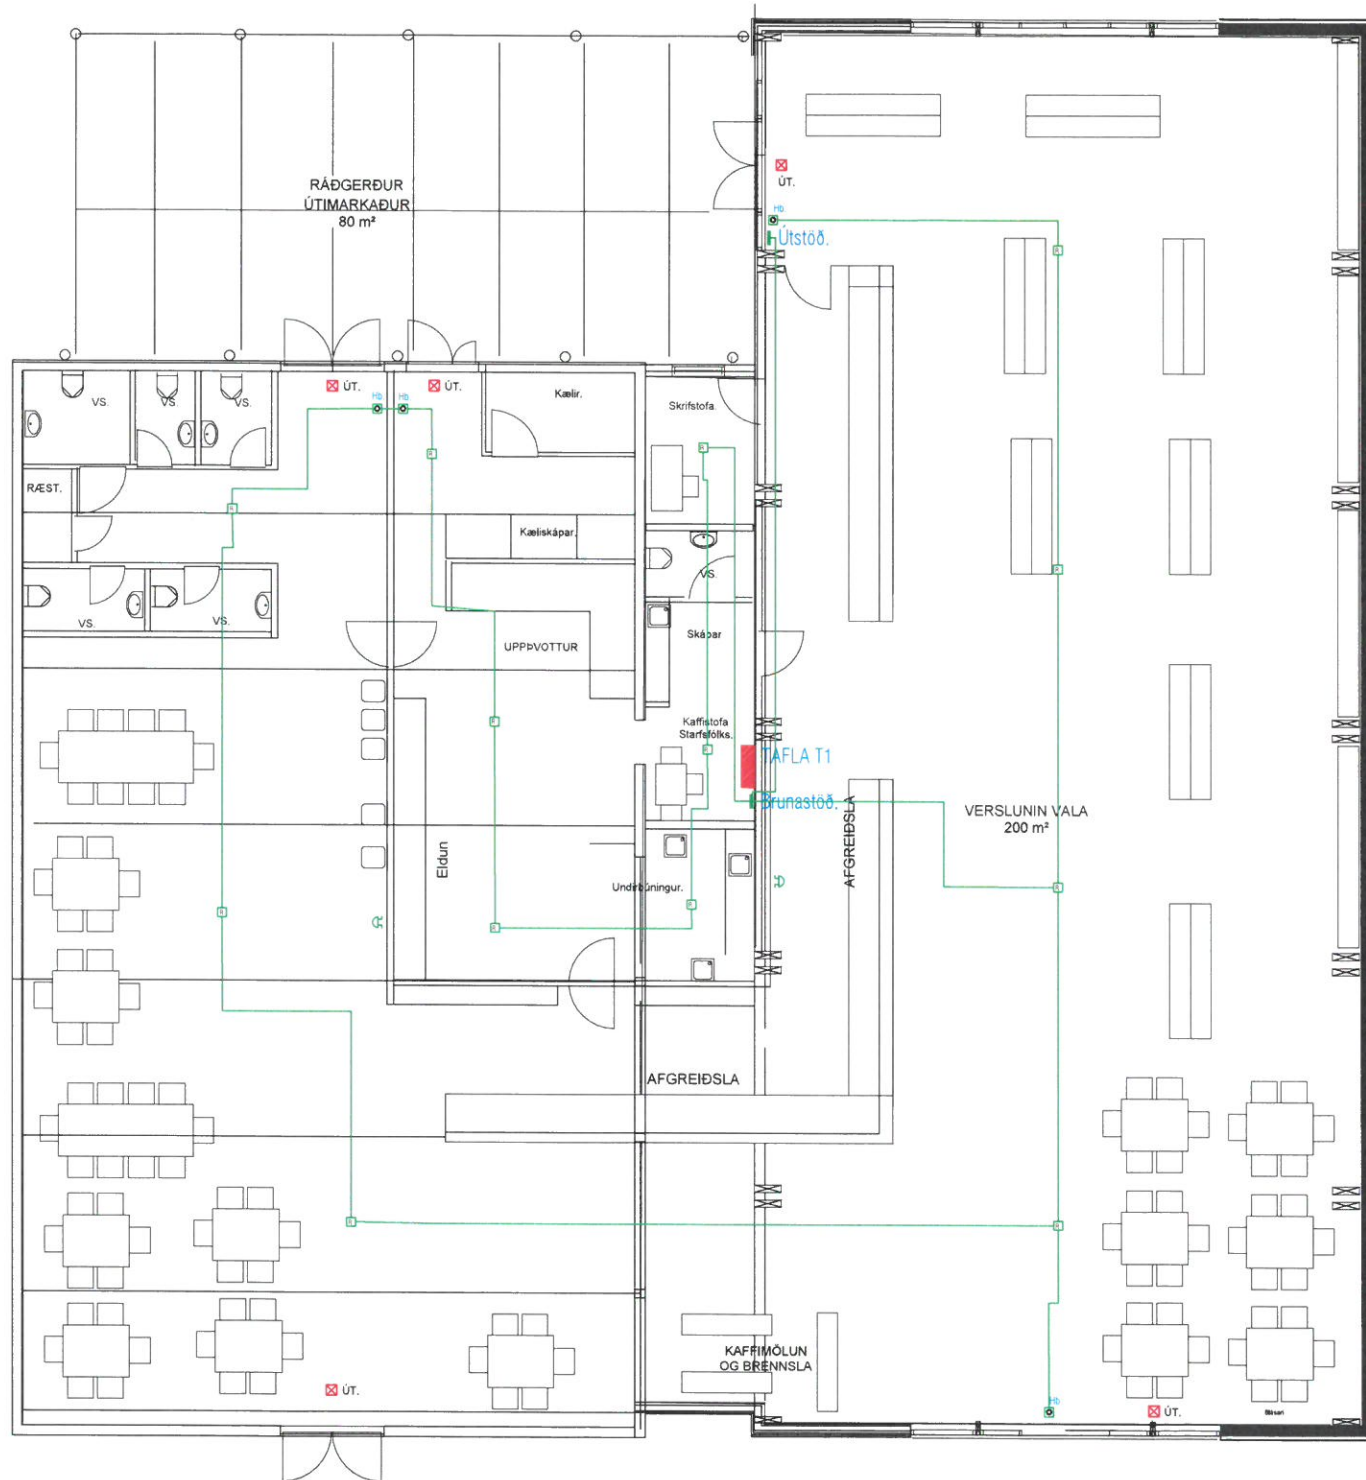 RÁÐGERÐUR
ÚTIMARKAÐUR
80 m²
ÚT.
Hb.
Útstöð.
VS.
VS.
VS.
ÚT.
Hb.
Hb.
ÚT.
Kælir.
Skrifstofa.
RÆST.
Kæliskápar.
VS.
VS.
VS.
UPPÞVOTTUR
Skápar
Kaffistofa
Starfsfólks.
TAFLA T1
Brunastöð.
VERSLUNIN VALA
200 m²
AFGREIÐSLA
Eldun
Undirbúningur.
AFGREIÐSLA
KAFFIMÖLUN
OG BRENNSLA
ÚT.
Hb
ÚT.